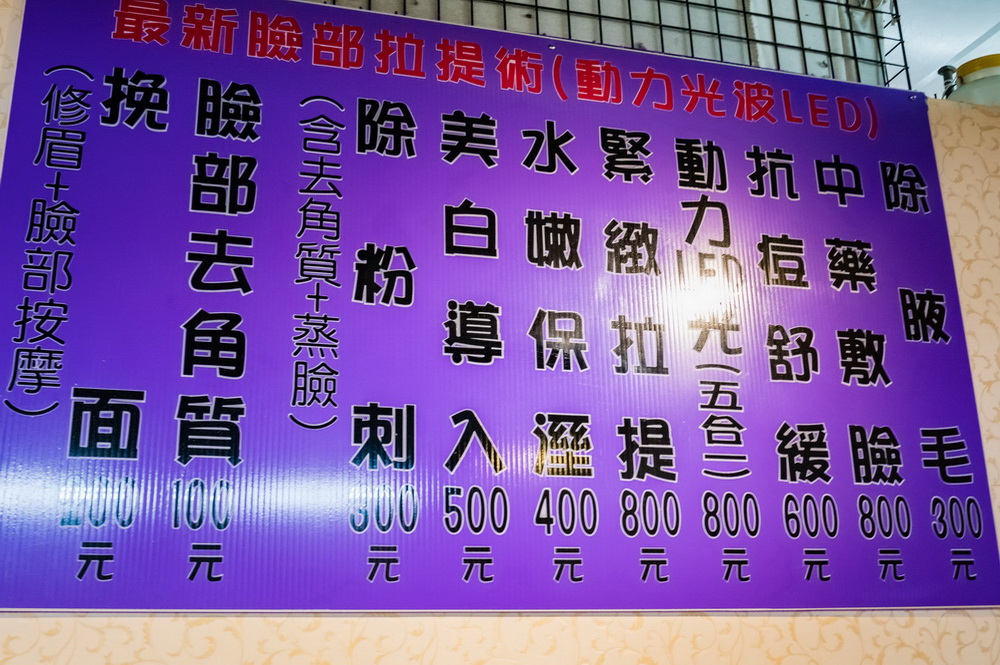 最新臉部拉提術(動力光波LED)
挽面
(修眉+臉部按摩)
200元
臉部去角質
(含去角質+蒸臉)
100元
除粉刺
300元
美白導入
500元
水嫩保溼
400元
緊緻拉提
800元
動力LED光(五合一)
800元
抗痘舒緩
600元
中藥敷臉
800元
除腋毛
300元